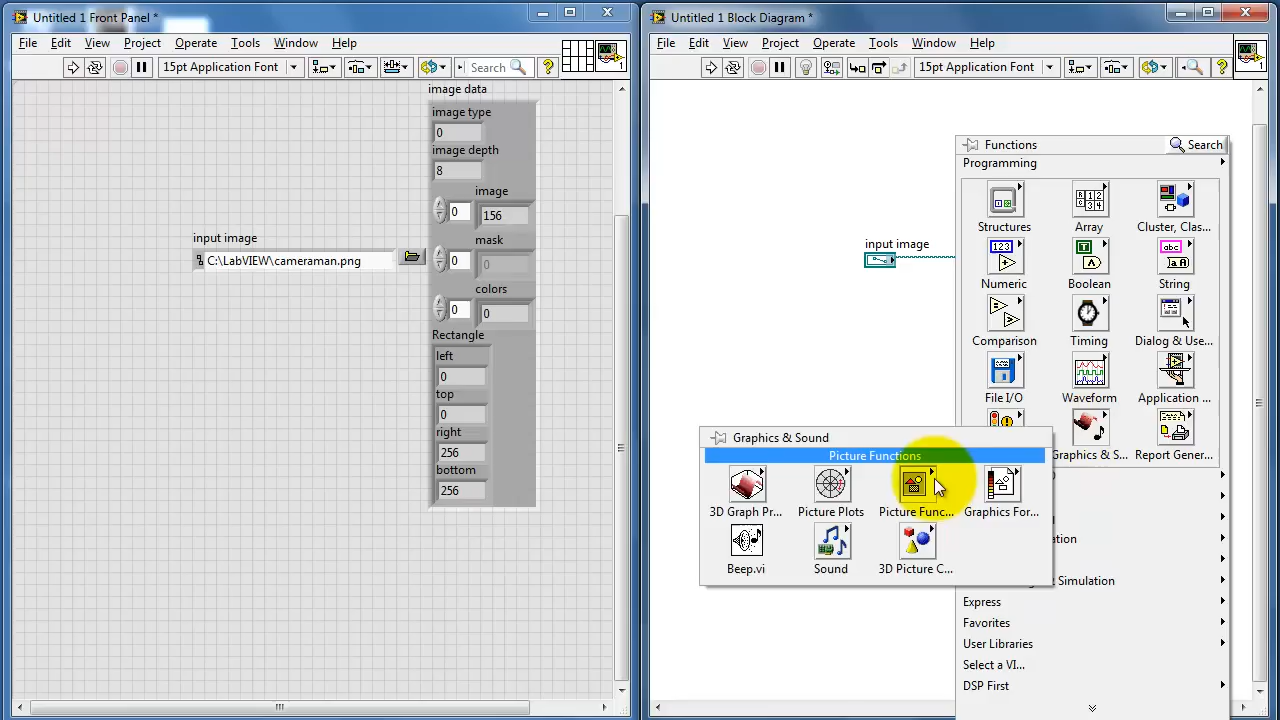 Untitled 1 Front Panel *
File Edit View Project Operate Tools Window Help
15pt Application Font
Search
?
1
image data
image type
0
image depth
8
image
0
156
mask
0
0
colors
0
0
Rectangle
left
0
top
0
right
256
bottom
256
input image
C:\LabVIEW\cameraman.png
Untitled 1 Block Diagram *
File Edit View Project Operate Tools Window Help
15pt Application Font
?
1
input image
Functions
Search
Programming
Structures
Array
Cluster, Clas...
Numeric
Boolean
String
Comparison
Timing
Dialog & Use...
File I/O
Waveform
Application ...
Graphics & S...
Report Gener...
Graphics & Sound
Picture Functions
3D Graph Pr...
Picture Plots
Picture Func...
Graphics For...
Beep.vi
Sound
3D Picture C...
Simulation
Express
Favorites
User Libraries
Select a VI...
DSP First